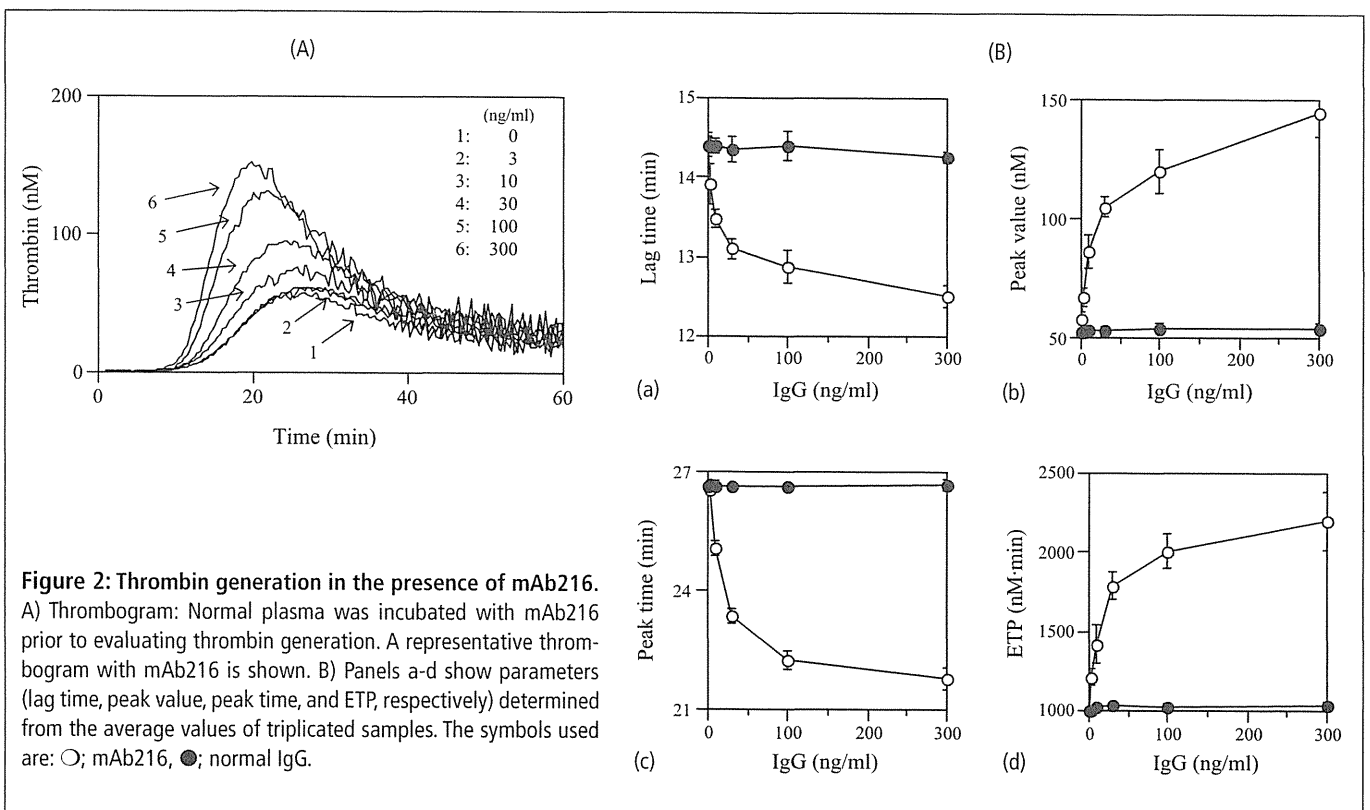 (A)
(B)
200
100
0
0
20
40
60
Thrombin (nM)
Time (min)
(ng/ml)
1: 0
2: 3
3: 10
4: 30
5: 100
6: 300
6
5
4
3
2
1
15
14
13
12
Lag time (min)
0
100
200
300
(a)
IgG (ng/ml)
150
100
50
Peak value (nM)
0
100
200
300
(b)
IgG (ng/ml)
27
24
21
Peak time (min)
0
100
200
300
(c)
IgG (ng/ml)
2500
2000
1500
1000
ETP (nM·min)
0
100
200
300
(d)
IgG (ng/ml)
Figure 2: Thrombin generation in the presence of mAb216.
A) Thrombogram: Normal plasma was incubated with mAb216
prior to evaluating thrombin generation. A representative throm-
bogram with mAb216 is shown. B) Panels a-d show parameters
(lag time, peak value, peak time, and ETP, respectively) determined
from the average values of triplicated samples. The symbols used
are: ○; mAb216, ●; normal IgG.